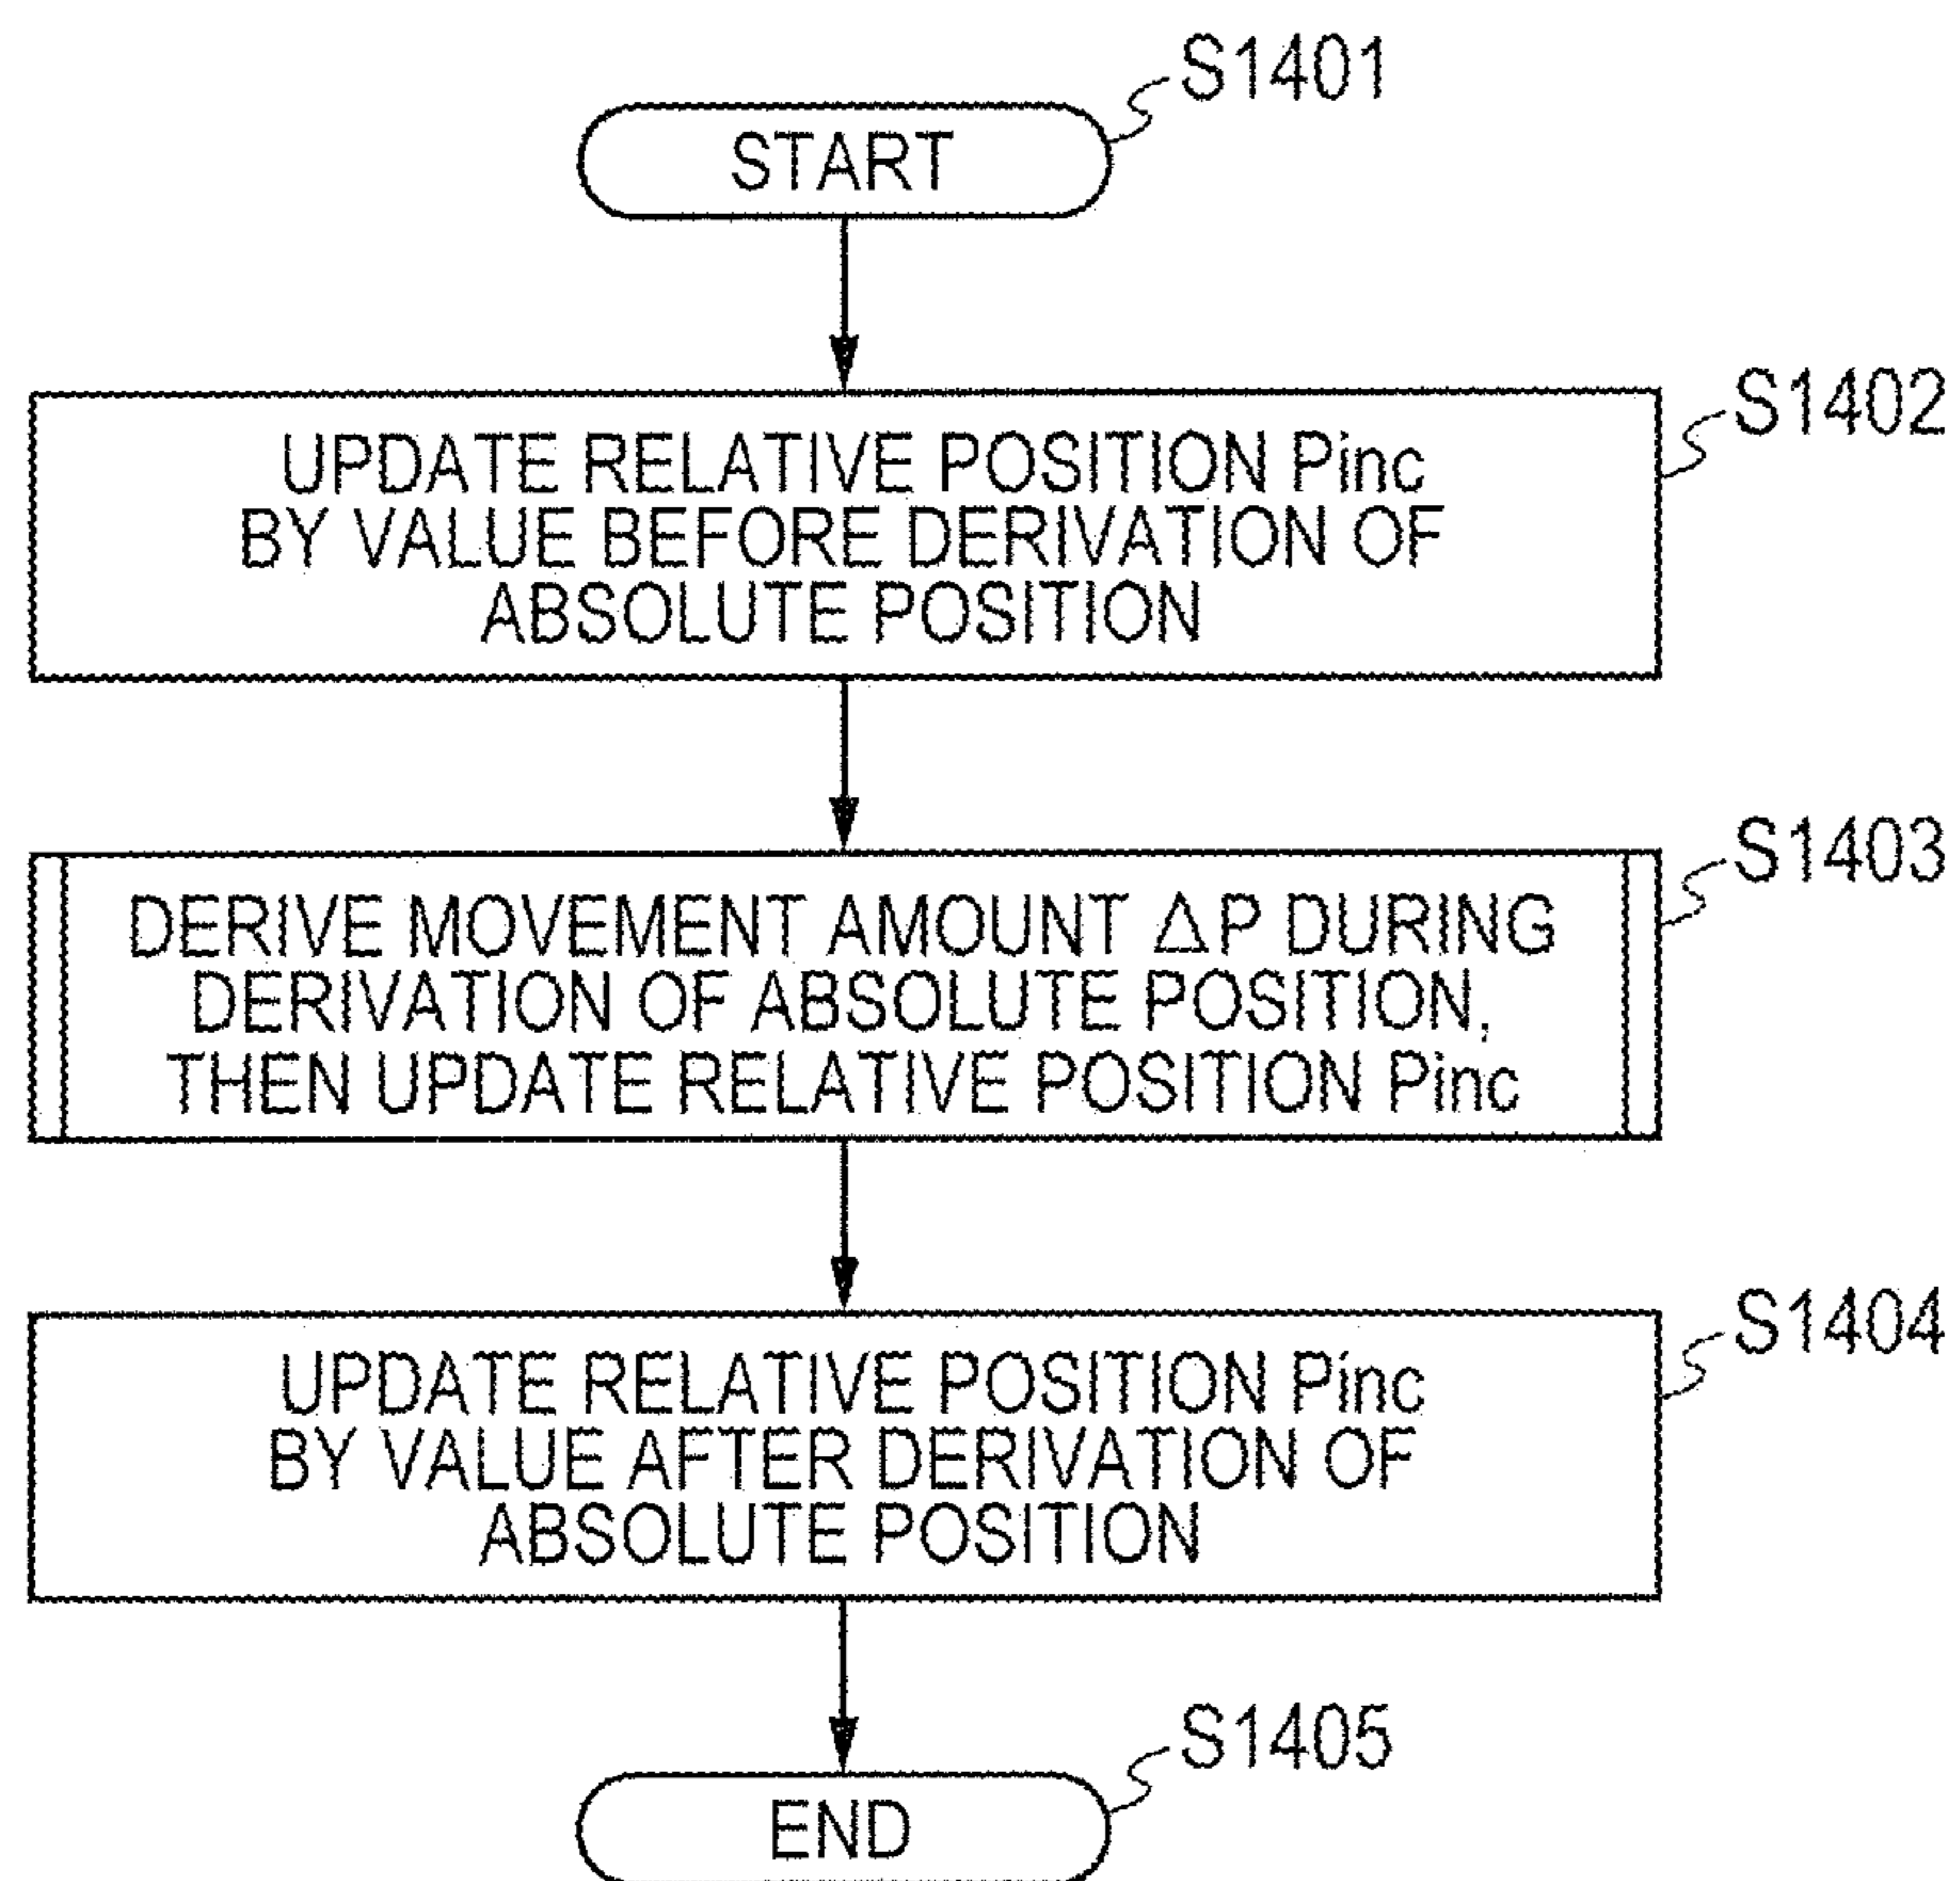 S1401
START
S1402
UPDATE RELATIVE POSITION Pinc
BY VALUE BEFORE DERIVATION OF
ABSOLUTE POSITION
S1403
DERIVE MOVEMENT AMOUNT ΔP DURING
DERIVATION OF ABSOLUTE POSITION,
THEN UPDATE RELATIVE POSITION Pinc
S1404
UPDATE RELATIVE POSITION Pinc
BY VALUE AFTER DERIVATION OF
ABSOLUTE POSITION
S1405
END